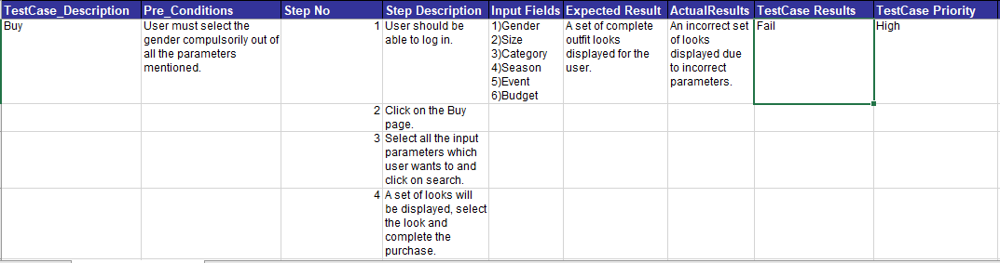 TestCase_Description Pre_Conditions Step No Step Description Input Fields Expected Result ActualResults TestCase Results TestCase Priority
Buy User must select the 1 User should be 1)Gender A set of complete An incorrect set Fail High
gender compulsorily out of able to log in. 2)Size outfit looks of looks
all the parameters 3)Category displayed for the displayed due
mentioned. 4)Season user. to incorrect
5)Event parameters.
6)Budget
2 Click on the Buy
page.
3 Select all the input
parameters which
user wants to and
click on search.
4 A set of looks will
be displayed, select
the look and
complete the
purchase.